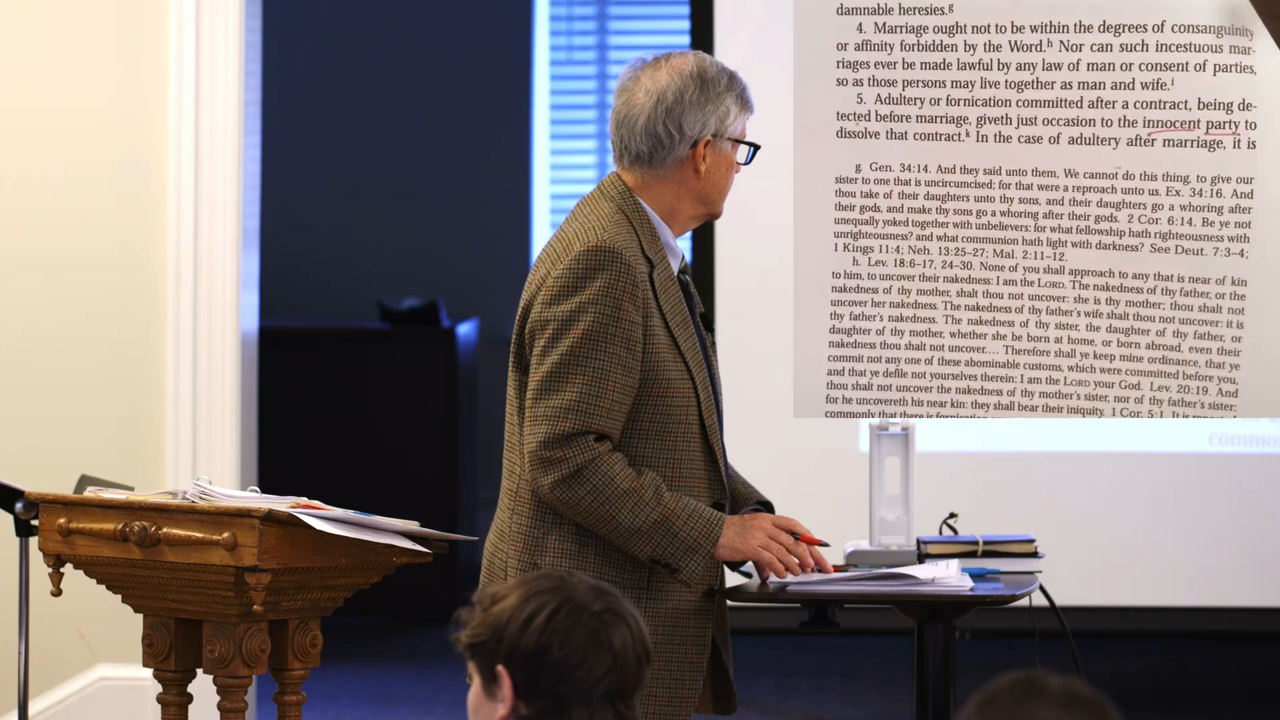 damnable heresies.g
4. Marriage ought not to be within the degrees of consanguinity
or affinity forbidden by the Word.h Nor can such incestuous mar-
riages ever be made lawful by any law of man or consent of parties,
so as those persons may live together as man and wife.i
5. Adultery or fornication committed after a contract, being de-
tected before marriage, giveth just occasion to the innocent party to
dissolve that contract.k In the case of adultery after marriage, it is
g. Gen. 34:14. And they said unto them, We cannot do this thing, to give our
sister to one that is uncircumcised; for that were a reproach unto us. Ex. 34:16. And
thou take of their daughters unto thy sons, and their daughters go a whoring after
their gods, and make thy sons go a whoring after their gods. 2 Cor. 6:14. Be ye not
unequally yoked together with unbelievers: for what fellowship hath righteousness with
unrighteousness? and what communion hath light with darkness? See Deut. 7:3–4;
1 Kings 11:4; Neh. 13:25–27; Mal. 2:11–12.
h. Lev. 18:6–17, 24–30. None of you shall approach to any that is near of kin
to him, to uncover their nakedness: I am the LORD. The nakedness of thy father, or the
nakedness of thy mother, shalt thou not uncover: she is thy mother; thou shalt not
uncover her nakedness. The nakedness of thy father's wife shalt thou not uncover: it is
thy father's nakedness. The nakedness of thy sister, the daughter of thy father, or
daughter of thy mother, whether she be born at home, or born abroad, even their
nakedness thou shalt not uncover.... Therefore shall ye keep mine ordinance, that ye
commit not any one of these abominable customs, which were committed before you,
and that ye defile not yourselves therein: I am the LORD your God. Lev. 20:19. And
thou shalt not uncover the nakedness of thy mother's sister, nor of thy father's sister:
for he uncovereth his near kin: they shall bear their iniquity. 1 Cor. 5:1. It is reported
commonly that there is fornication
commo